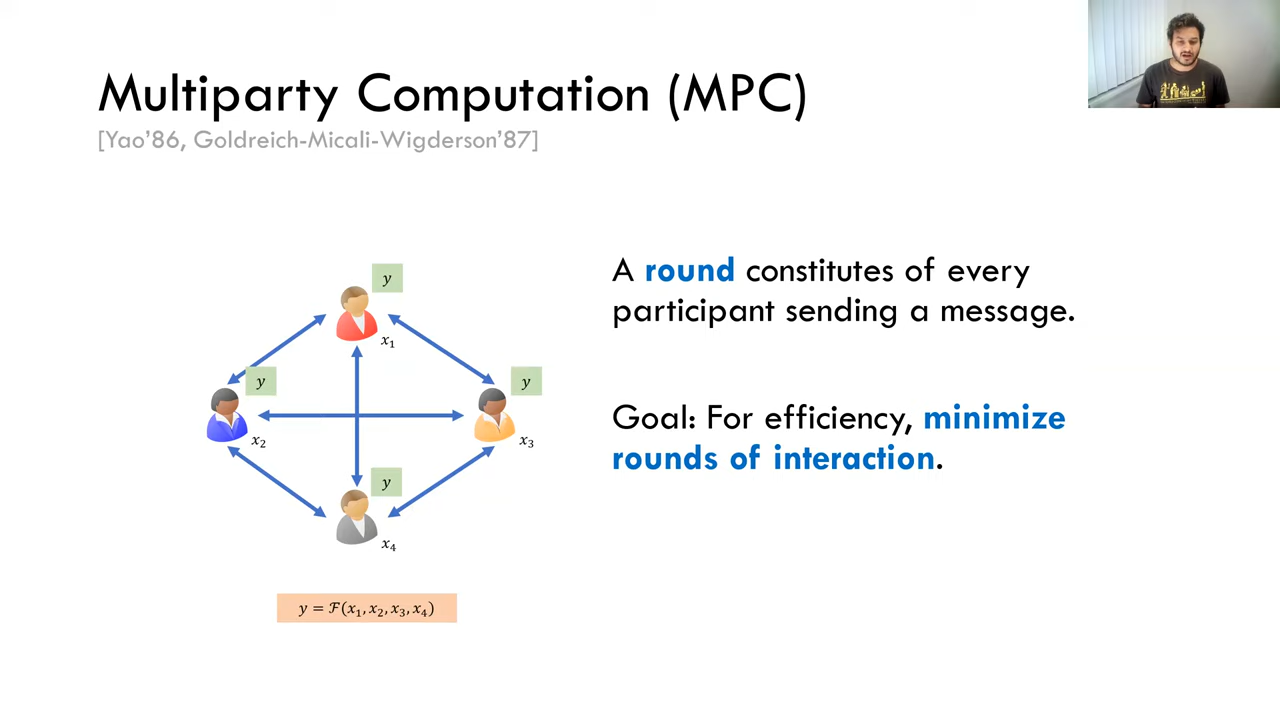 Multiparty Computation (MPC)
[Yao’86, Goldreich-Micali-Wigderson’87]
y
x₁
y
x₂
y
x₃
y
x₄
y = ℱ(x₁, x₂, x₃, x₄)
A round constitutes of every
participant sending a message.
Goal: For efficiency, minimize
rounds of interaction.